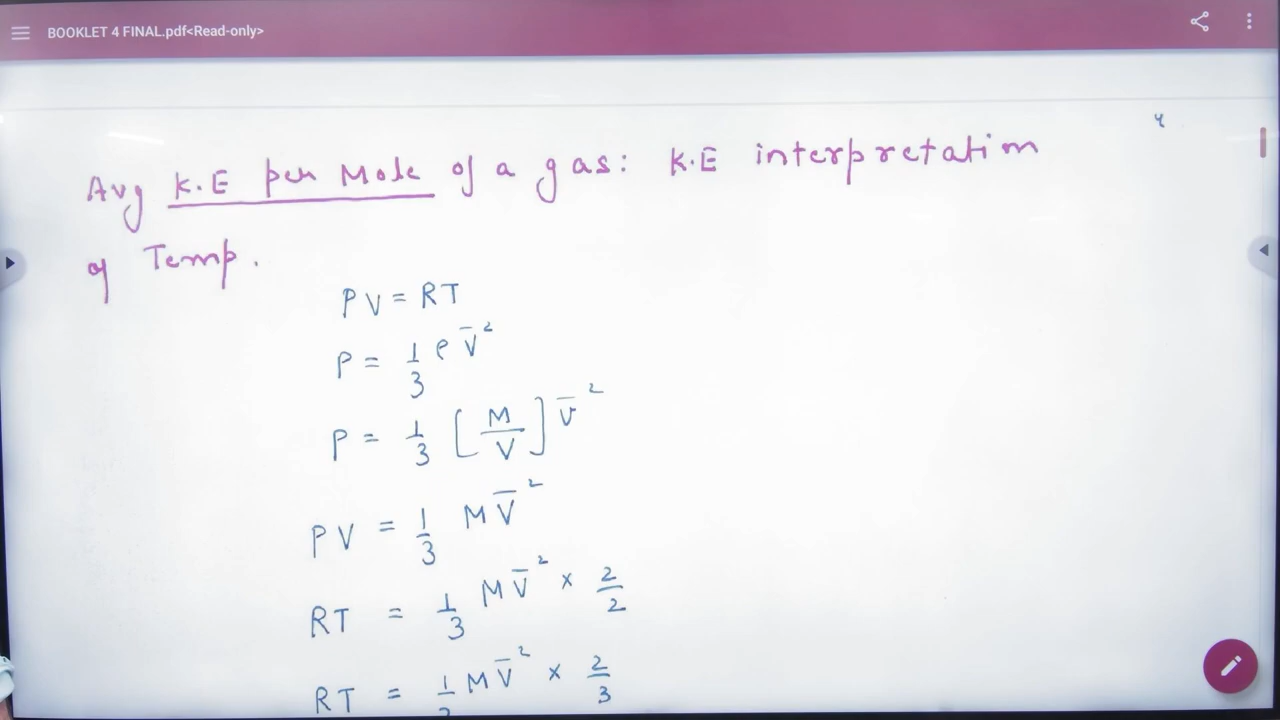 BOOKLET 4 FINAL.pdf<Read-only>
4
Avg K.E per Mole of a gas: K.E interpretation
of Temp.
PV = RT
P = 1/3 ρ V̄²
P = 1/3 [M/V] v̄²
PV = 1/3 M V̄²
RT = 1/3 M V̄² × 2/2
RT = 1/2 M V̄² × 2/3